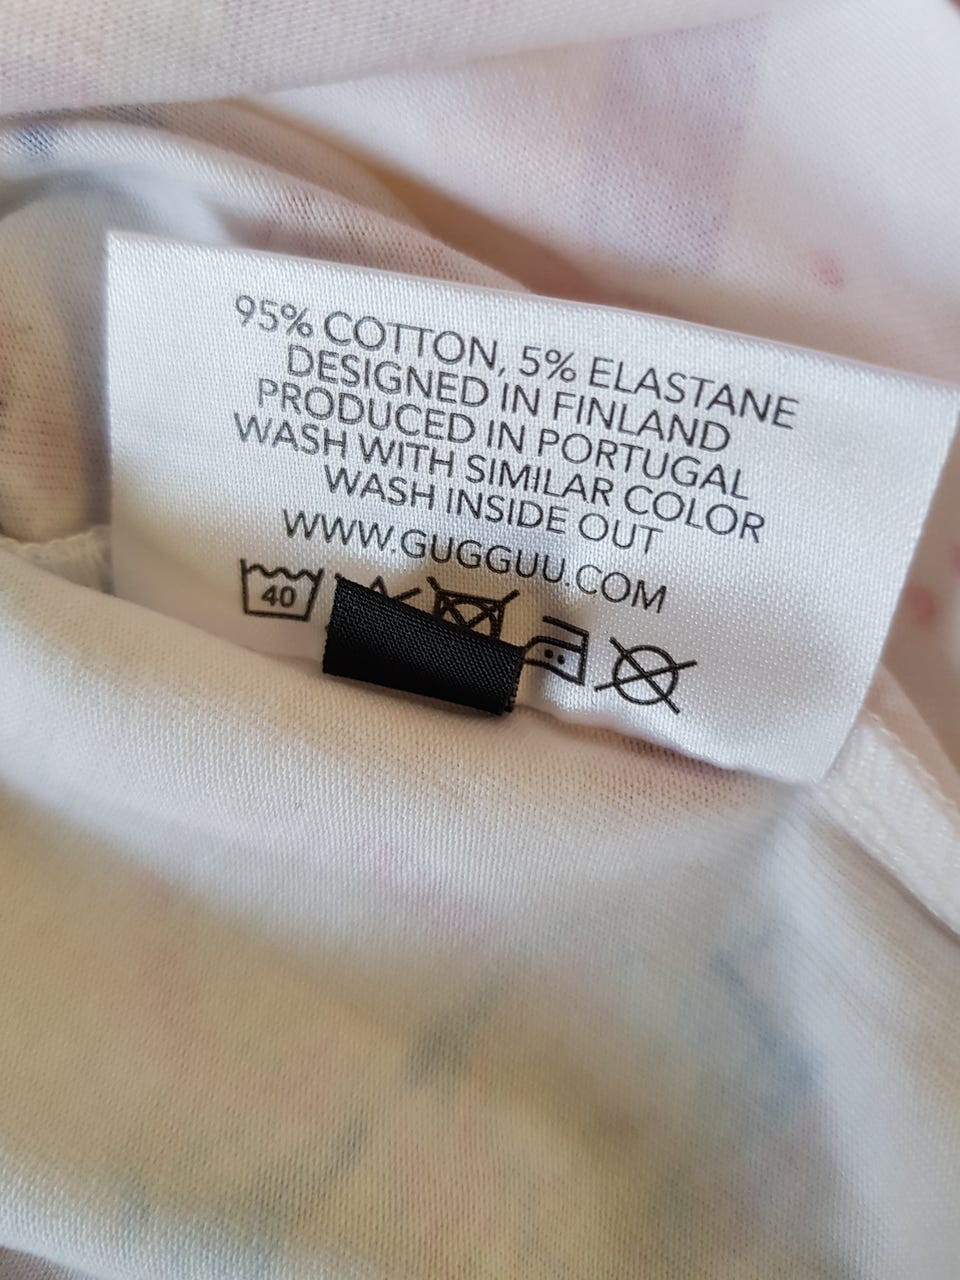 95% COTTON, 5% ELASTANE
DESIGNED IN FINLAND
PRODUCED IN PORTUGAL
WASH WITH SIMILAR COLOR
WASH INSIDE OUT
WWW.GUGGUU.COM
40